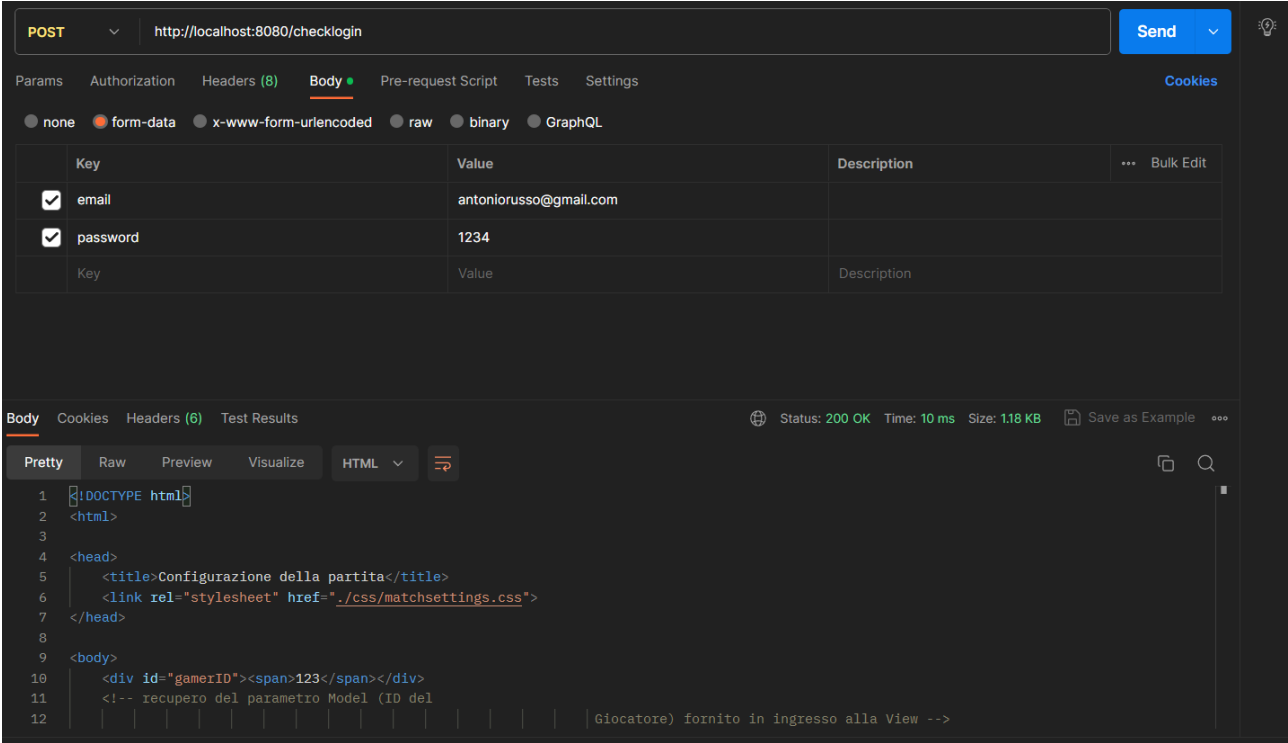 POST http://localhost:8080/checklogin Send
Params Authorization Headers (8) Body Pre-request Script Tests Settings Cookies
none form-data x-www-form-urlencoded raw binary GraphQL
Key Value Description ••• Bulk Edit
email antoniorusso@gmail.com
password 1234
Key Value Description
Body Cookies Headers (6) Test Results Status: 200 OK Time: 10 ms Size: 1.18 KB Save as Example
Pretty Raw Preview Visualize HTML
1 <!DOCTYPE html>
2 <html>
3
4 <head>
5 <title>Configurazione della partita</title>
6 <link rel="stylesheet" href="./css/matchsettings.css">
7 </head>
8
9 <body>
10 <div id="gamerID"><span>123</span></div>
11 <!-- recupero del parametro Model (ID del
12 Giocatore) fornito in ingresso alla View -->